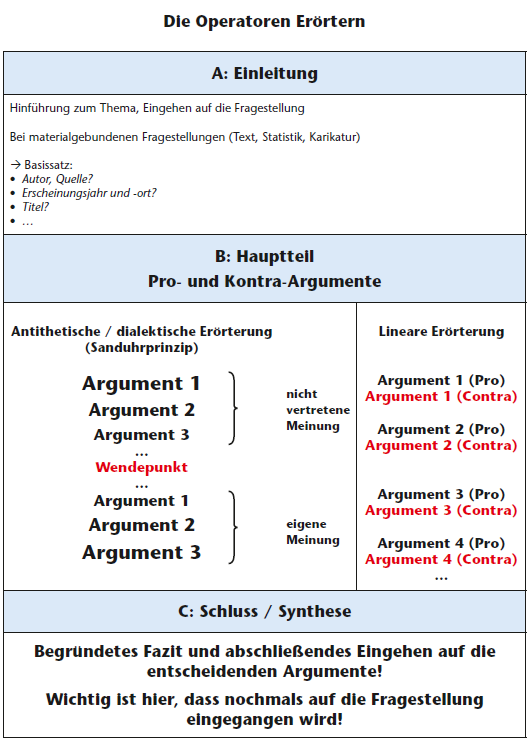 Die Operatoren Erörtern
A: Einleitung
Hinführung zum Thema, Eingehen auf die Fragestellung
Bei materialgebundenen Fragestellungen (Text, Statistik, Karikatur)
→ Basissatz:
• Autor, Quelle?
• Erscheinungsjahr und -ort?
• Titel?
• …
B: Hauptteil
Pro- und Kontra-Argumente
Antithetische / dialektische Erörterung
(Sanduhrprinzip)
Argument 1
Argument 2
Argument 3
…
nicht
vertretene
Meinung
Wendepunkt
…
Argument 1
Argument 2
Argument 3
eigene
Meinung
Lineare Erörterung
Argument 1 (Pro)
Argument 1 (Contra)
Argument 2 (Pro)
Argument 2 (Contra)
Argument 3 (Pro)
Argument 3 (Contra)
Argument 4 (Pro)
Argument 4 (Contra)
…
C: Schluss / Synthese
Begründetes Fazit und abschließendes Eingehen auf die
entscheidenden Argumente!
Wichtig ist hier, dass nochmals auf die Fragestellung
eingegangen wird!